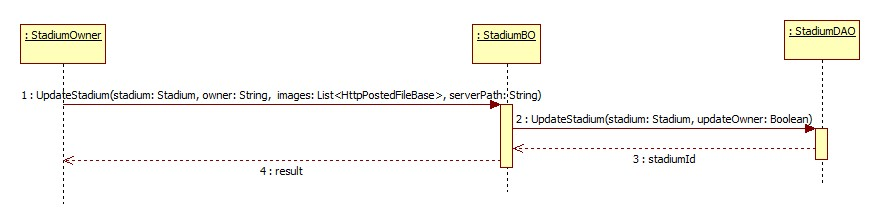 : StadiumOwner
: StadiumBO
: StadiumDAO
1 : UpdateStadium(stadium: Stadium, owner: String,  images: List<HttpPostedFileBase>, serverPath: String)
2 : UpdateStadium(stadium: Stadium, updateOwner: Boolean)
3 : stadiumId
4 : result